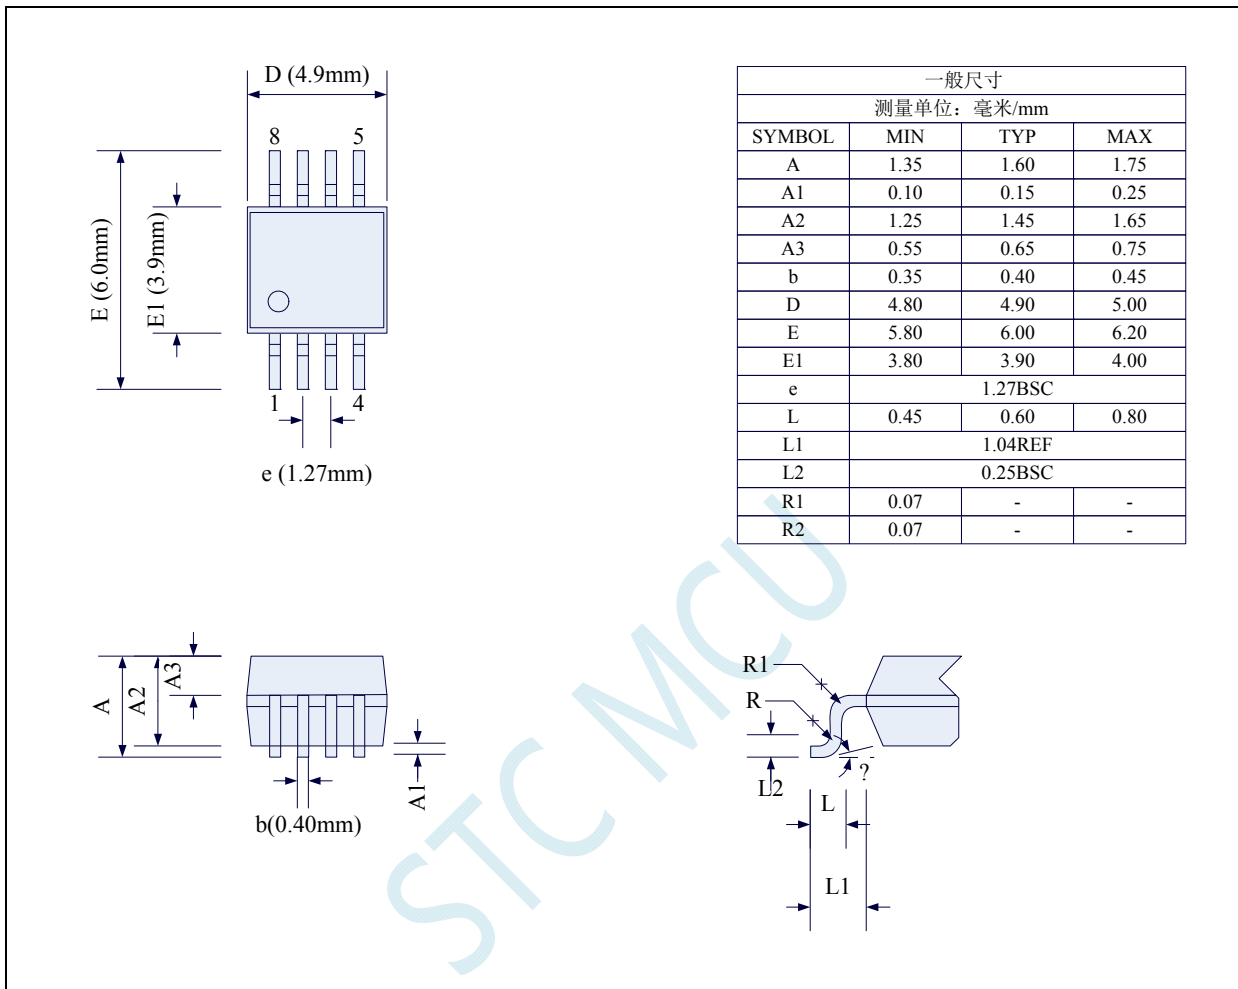 D (4.9mm)
8 5
E (6.0mm)
E1 (3.9mm)
1 4
e (1.27mm)
一般尺寸
测量单位：毫米/mm
SYMBOL MIN TYP MAX
A 1.35 1.60 1.75
A1 0.10 0.15 0.25
A2 1.25 1.45 1.65
A3 0.55 0.65 0.75
b 0.35 0.40 0.45
D 4.80 4.90 5.00
E 5.80 6.00 6.20
E1 3.80 3.90 4.00
e 1.27BSC
L 0.45 0.60 0.80
L1 1.04REF
L2 0.25BSC
R1 0.07 - -
R2 0.07 - -
A
A2
A3
A1
b(0.40mm)
R1
R
L2
L
?
L1
STC MCU